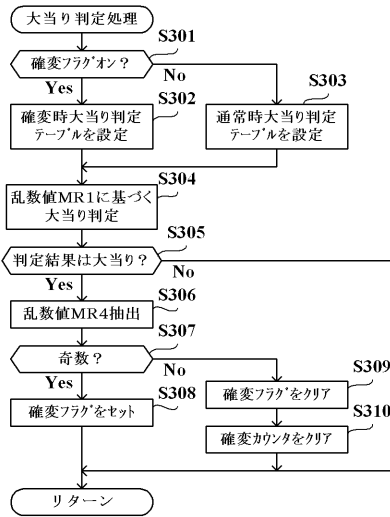 大当り判定処理
S301
確変フラグオン？
No
S303
Yes
S302
確変時大当り判定
テーブルを設定
通常時大当り判定
テーブルを設定
S304
乱数値ＭＲ１に基づく
大当り判定
S305
判定結果は大当り？
No
Yes
S306
乱数値ＭＲ４抽出
S307
奇数？
No
S309
Yes
S308
確変フラグをクリア
確変フラグをセット
S310
確変カウンタをクリア
リターン